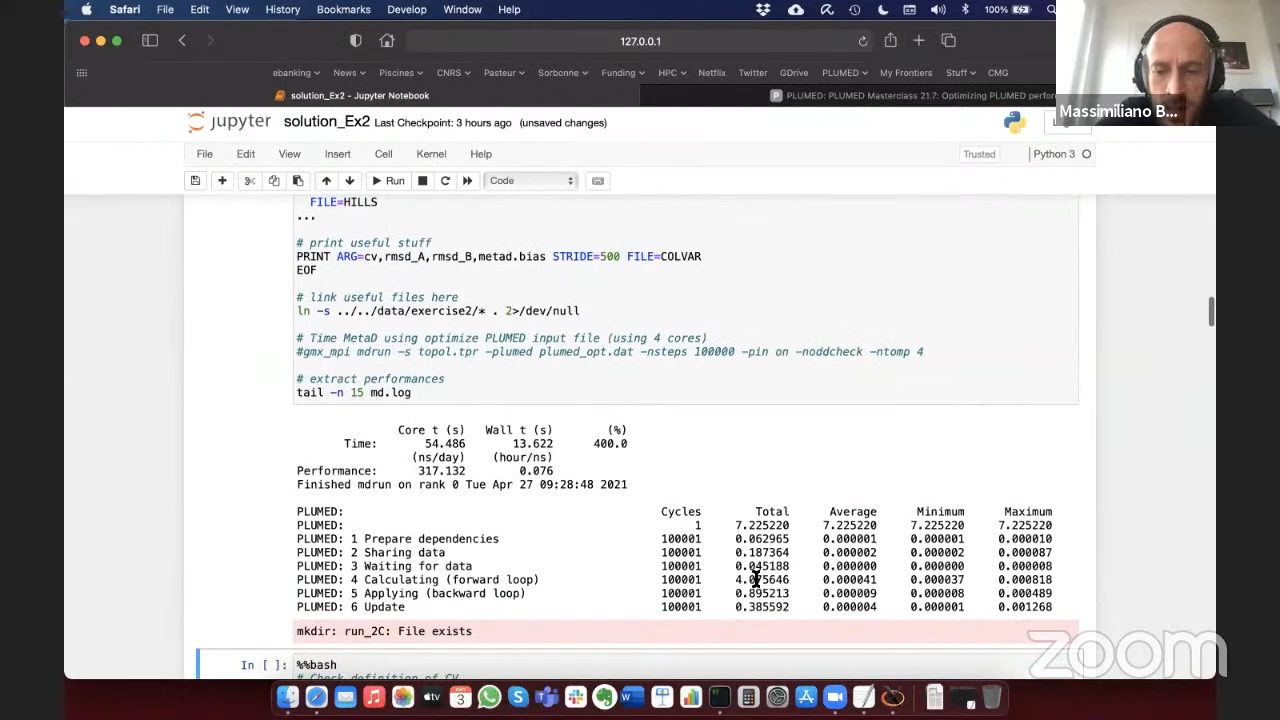 Safari File Edit View History Bookmarks Develop Window Help 100%
127.0.0.1
ebanking News Piscines CNRS Pasteur Sorbonne Funding HPC Netflix Twitter GDrive PLUMED My Frontiers Stuff CMG
solution_Ex2 - Jupyter Notebook
PLUMED: PLUMED Masterclass 21.7: Optimizing PLUMED perfor
Massimiliano B...
jupyter solution_Ex2 Last Checkpoint: 3 hours ago (unsaved changes)
File Edit View Insert Cell Kernel Help Trusted Python 3
Run Code
FILE=HILLS
...
# print useful stuff
PRINT ARG=cv,rmsd_A,rmsd_B,metad.bias STRIDE=500 FILE=COLVAR
EOF
# link useful files here
ln -s ../../data/exercise2/* . 2>/dev/null
# Time MetaD using optimize PLUMED input file (using 4 cores)
#gmx_mpi mdrun -s topol.tpr -plumed plumed_opt.dat -nsteps 100000 -pin on -noddcheck -ntomp 4
# extract performances
tail -n 15 md.log
Core t (s) Wall t (s) (%)
Time: 54.486 13.622 400.0
(ns/day) (hour/ns)
Performance: 317.132 0.076
Finished mdrun on rank 0 Tue Apr 27 09:28:48 2021
PLUMED: Cycles Total Average Minimum Maximum
PLUMED: 1 7.225220 7.225220 7.225220 7.225220
PLUMED: 1 Prepare dependencies 100001 0.062965 0.000001 0.000001 0.000010
PLUMED: 2 Sharing data 100001 0.187364 0.000002 0.000002 0.000087
PLUMED: 3 Waiting for data 100001 0.045188 0.000000 0.000000 0.000008
PLUMED: 4 Calculating (forward loop) 100001 0.000041 0.000037 0.000818
PLUMED: 5 Applying (backward loop) 100001 0.895213 0.000009 0.000008 0.000489
PLUMED: 6 Update 100001 0.385592 0.000004 0.000001 0.001268
mkdir: run_2C: File exists
In [ ]: %%bash
# Check definition of CV
zoom